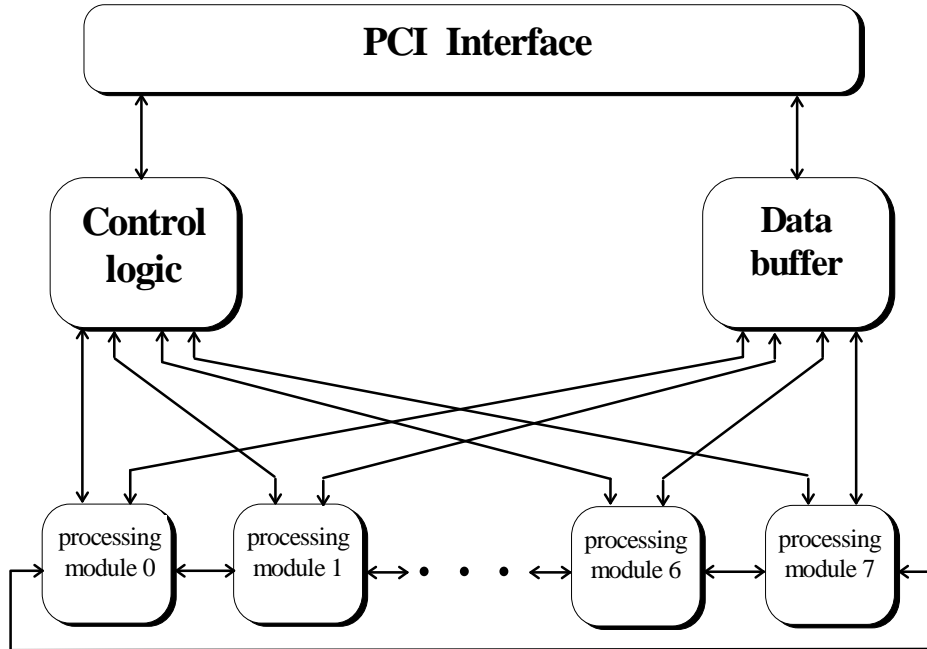 PCI Interface
Control
logic
Data
buffer
processing
module 0
processing
module 1
• • •
processing
module 6
processing
module 7